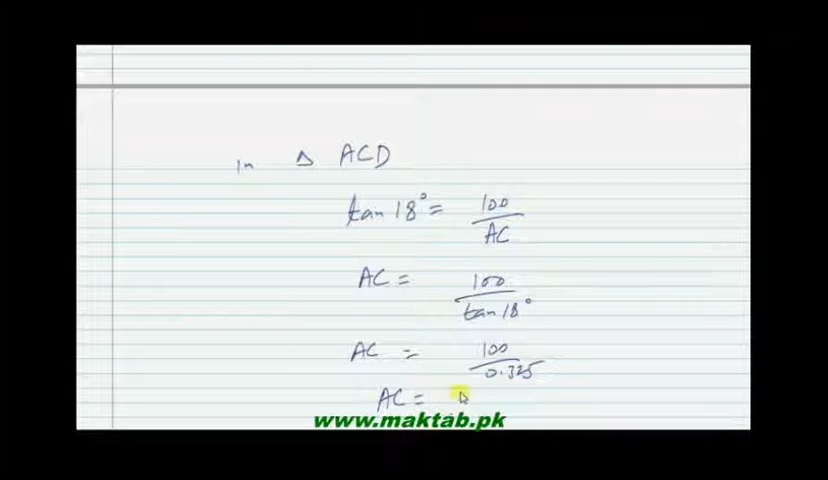 In Δ ACD
tan 18° = 100/AC
AC = 100/tan 18°
AC = 100/0.325
AC =
www.maktab.pk